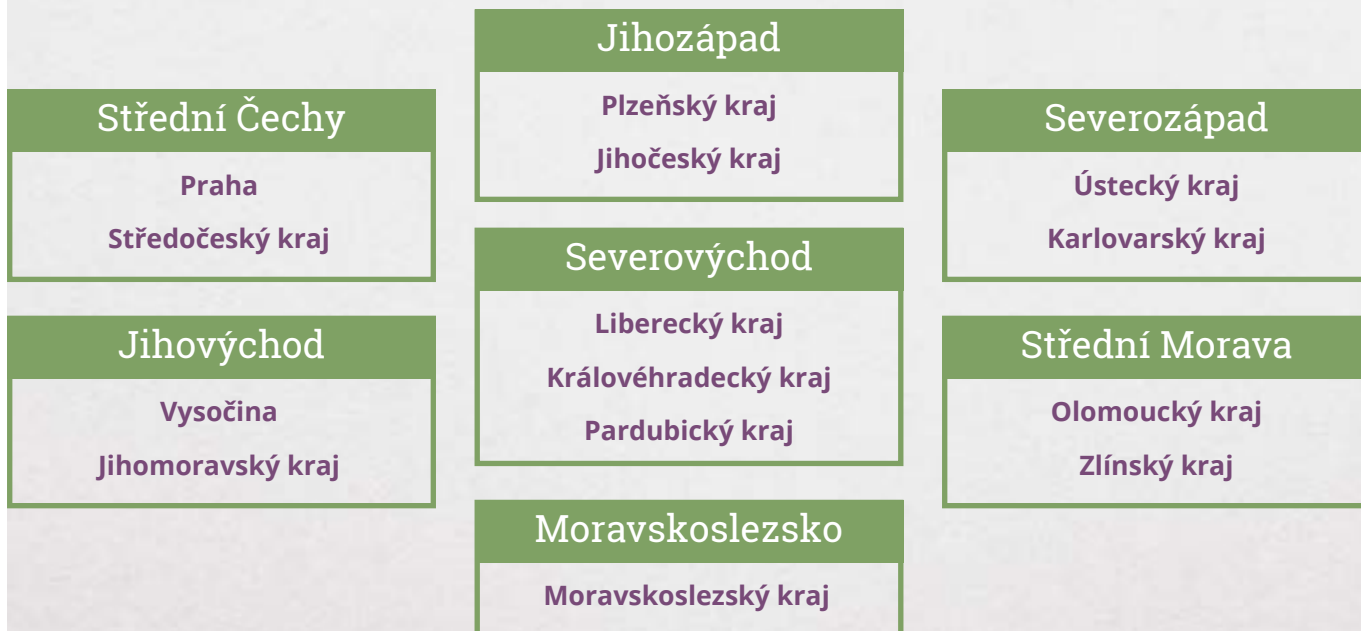 Střední Čechy
Praha
Středočeský kraj
Jihovýchod
Vysočina
Jihomoravský kraj
Jihozápad
Plzeňský kraj
Jihočeský kraj
Severovýchod
Liberecký kraj
Královéhradecký kraj
Pardubický kraj
Moravskoslezsko
Moravskoslezský kraj
Severozápad
Ústecký kraj
Karlovarský kraj
Střední Morava
Olomoucký kraj
Zlínský kraj